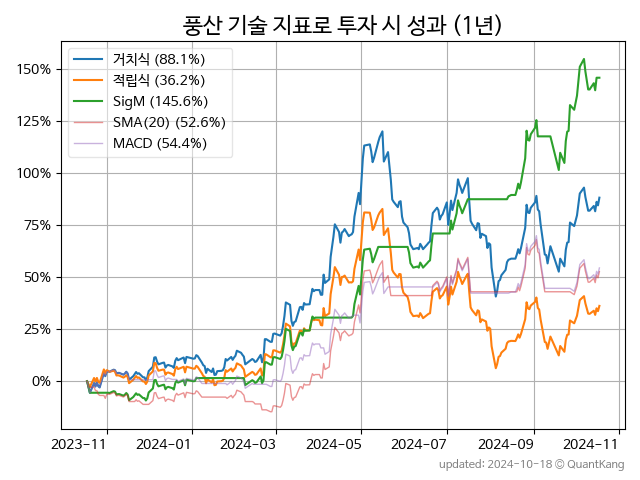 풍산 기술 지표로 투자 시 성과 (1년)
거치식 (88.1%)
적립식 (36.2%)
SigM (145.6%)
SMA(20) (52.6%)
MACD (54.4%)
150%
125%
100%
75%
50%
25%
0%
2023-11 2024-01 2024-03 2024-05 2024-07 2024-09 2024-11
updated: 2024-10-18 © QuantKang